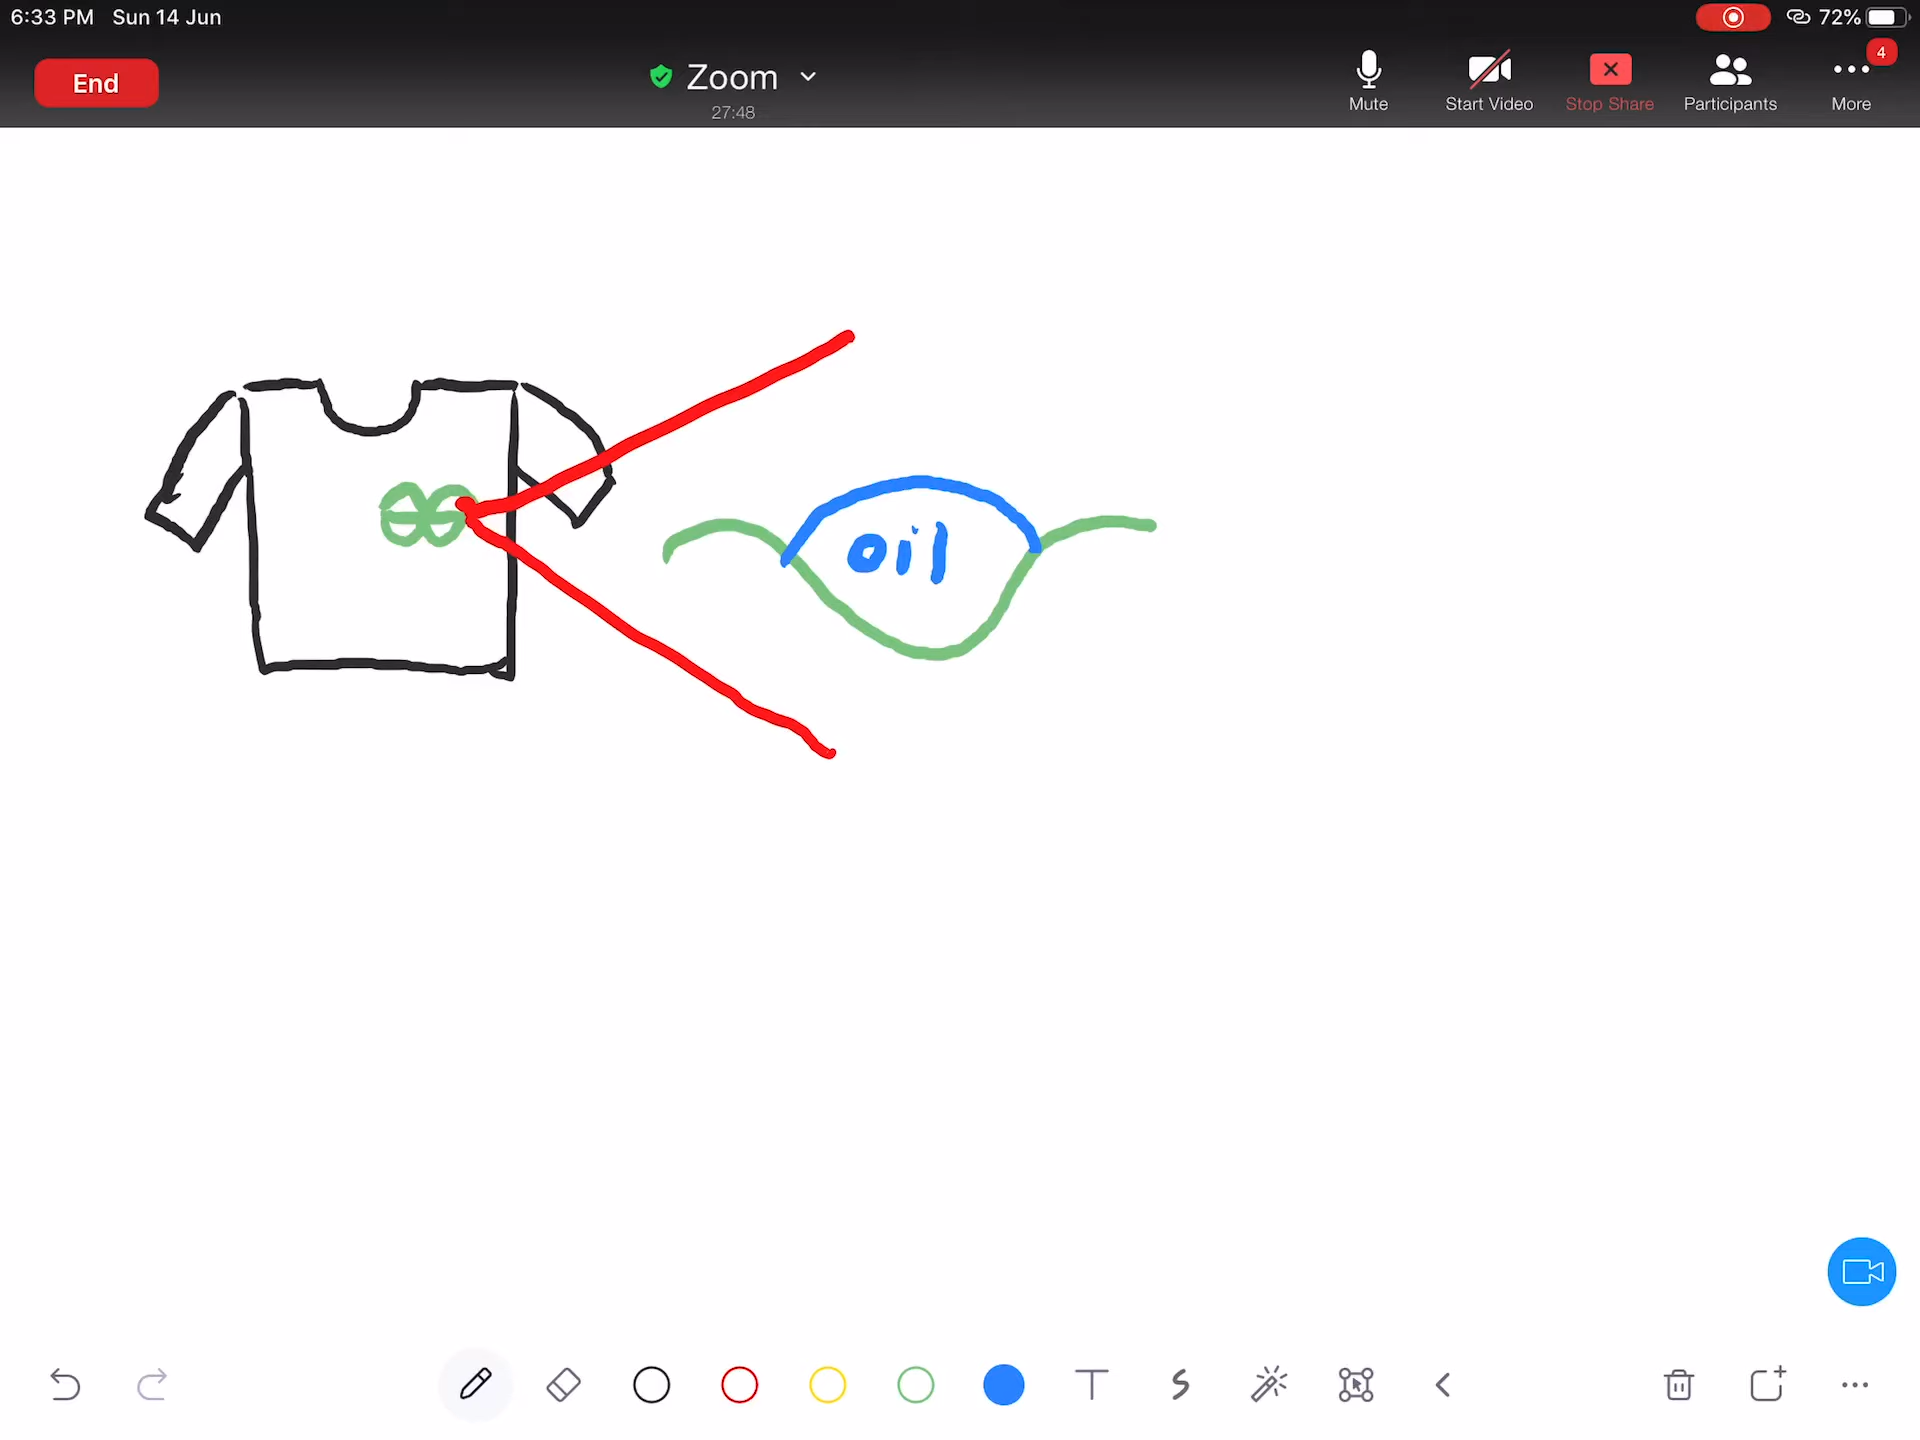 6:33 PM Sun 14 Jun
72%
End
Zoom
27:48
Mute
Start Video
Stop Share
Participants
4
More
oil
T